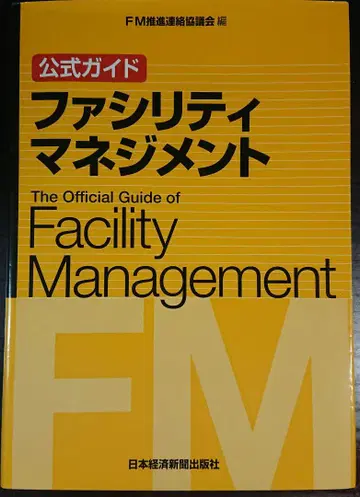 FM推進連絡協議会 編
公式ガイド
ファシリティ
マネジメント
The Official Guide of
Facility
Management
FM
日本経済新聞出版社